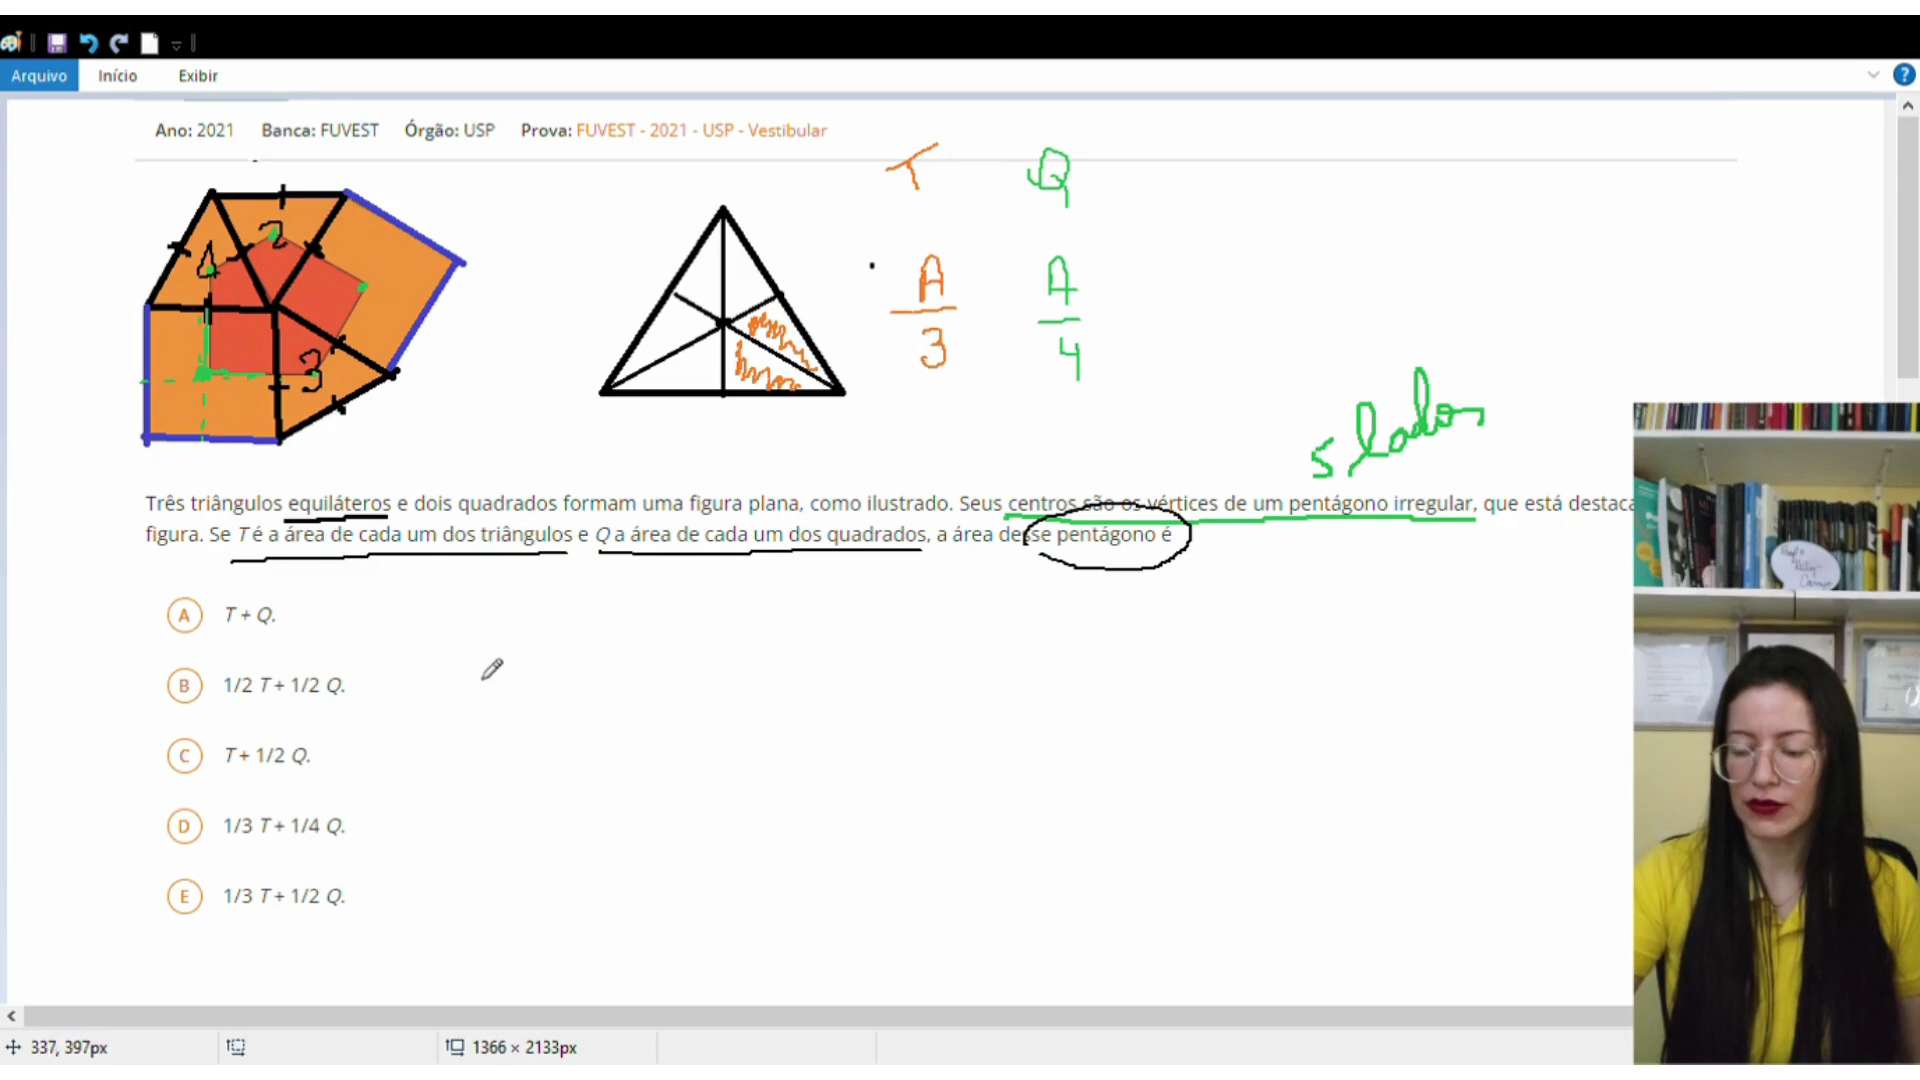 Arquivo Início Exibir
Ano: 2021 Banca: FUVEST Órgão: USP Prova: FUVEST - 2021 - USP - Vestibular
T Q
1
2
3
A
3
A
4
5 lados
Três triângulos equiláteros e dois quadrados formam uma figura plana, como ilustrado. Seus centros são os vértices de um pentágono irregular, que está destaca
figura. Se T é a área de cada um dos triângulos e Q a área de cada um dos quadrados, a área desse pentágono é
A T + Q.
B 1/2 T + 1/2 Q.
C T + 1/2 Q.
D 1/3 T + 1/4 Q.
E 1/3 T + 1/2 Q.
337, 397px
1366 × 2133px